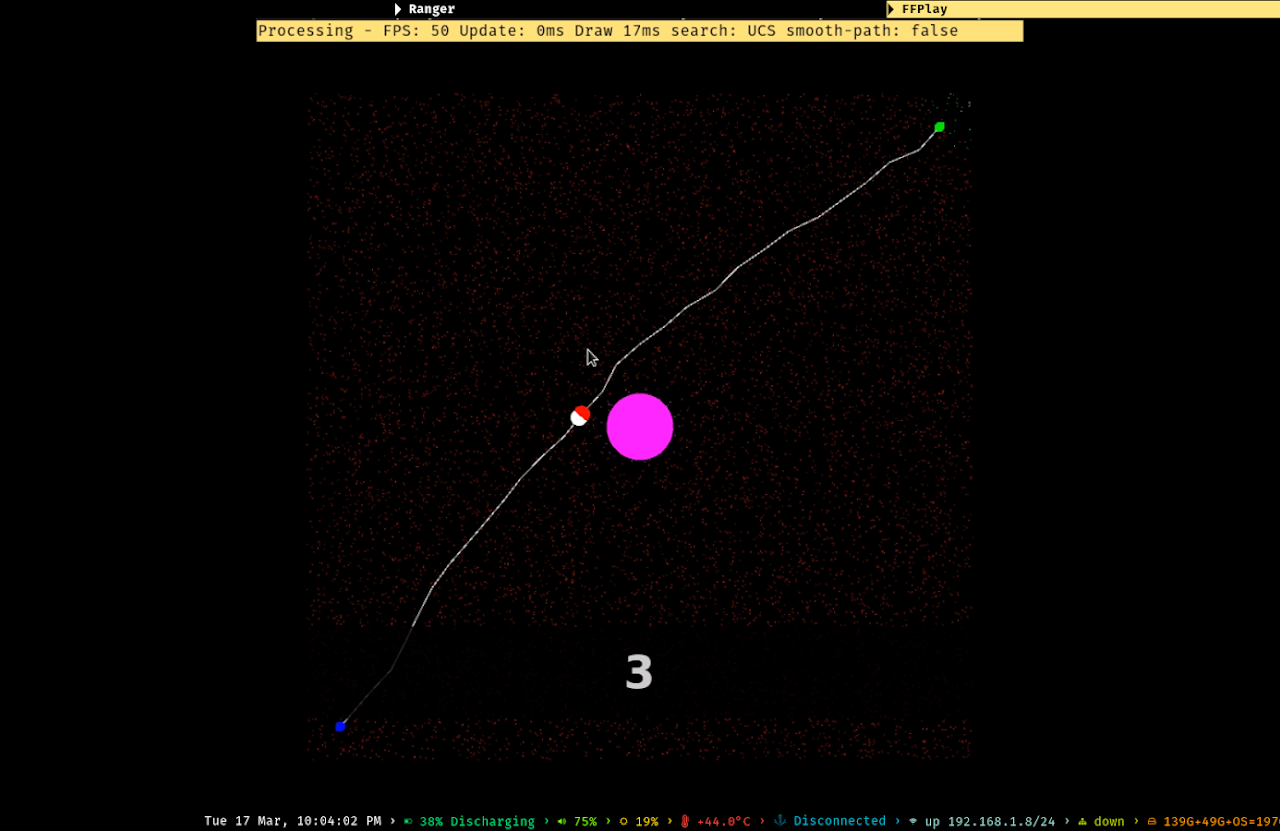 Ranger
FFPlay
Processing - FPS: 50 Update: 0ms Draw 17ms search: UCS smooth-path: false
3
Tue 17 Mar, 10:04:02 PM › 38% Discharging › 75% › 19% › +44.0°C › Disconnected › up 192.168.1.8/24 › down › 139G+49G+OS=197